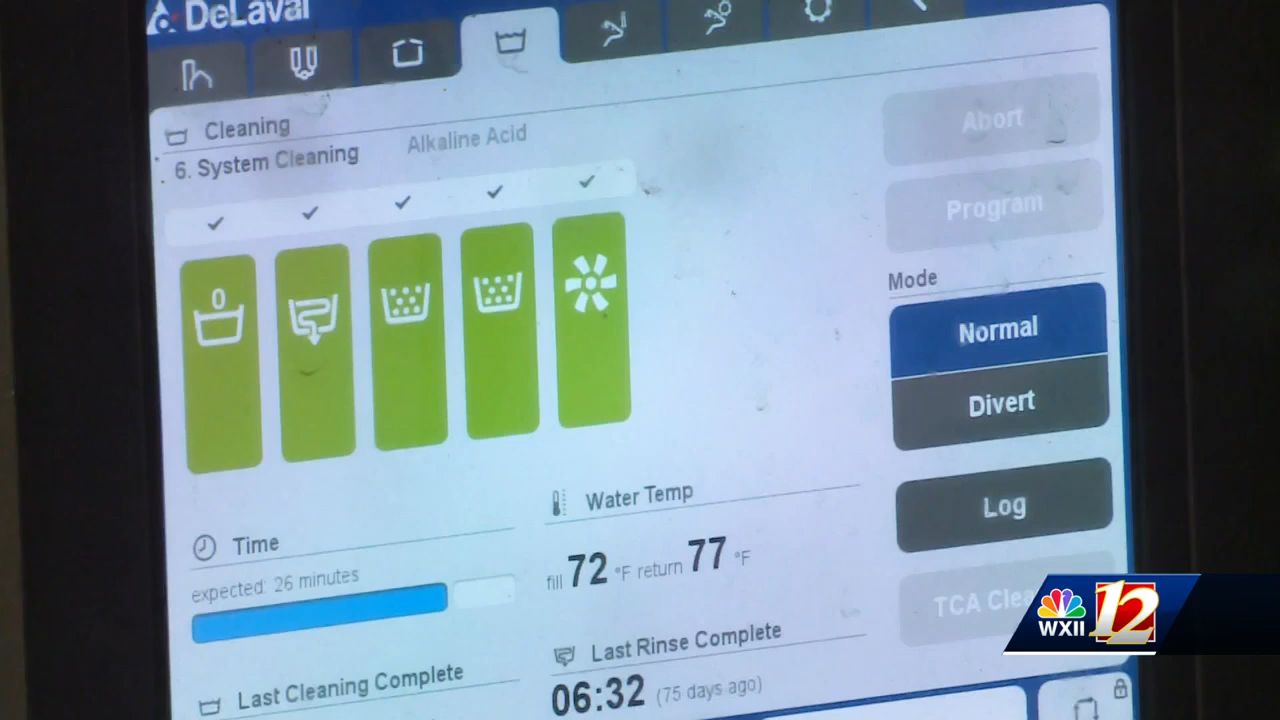 DeLaval
Cleaning
6. System Cleaning Alkaline Acid
0
Abort
Program
Mode
Normal
Divert
Log
Time
expected: 26 minutes
Water Temp
fill 72 °F return 77 °F
TCA
Last Cleaning Complete
Last Rinse Complete
06:32 (75 days ago)
WXII 12